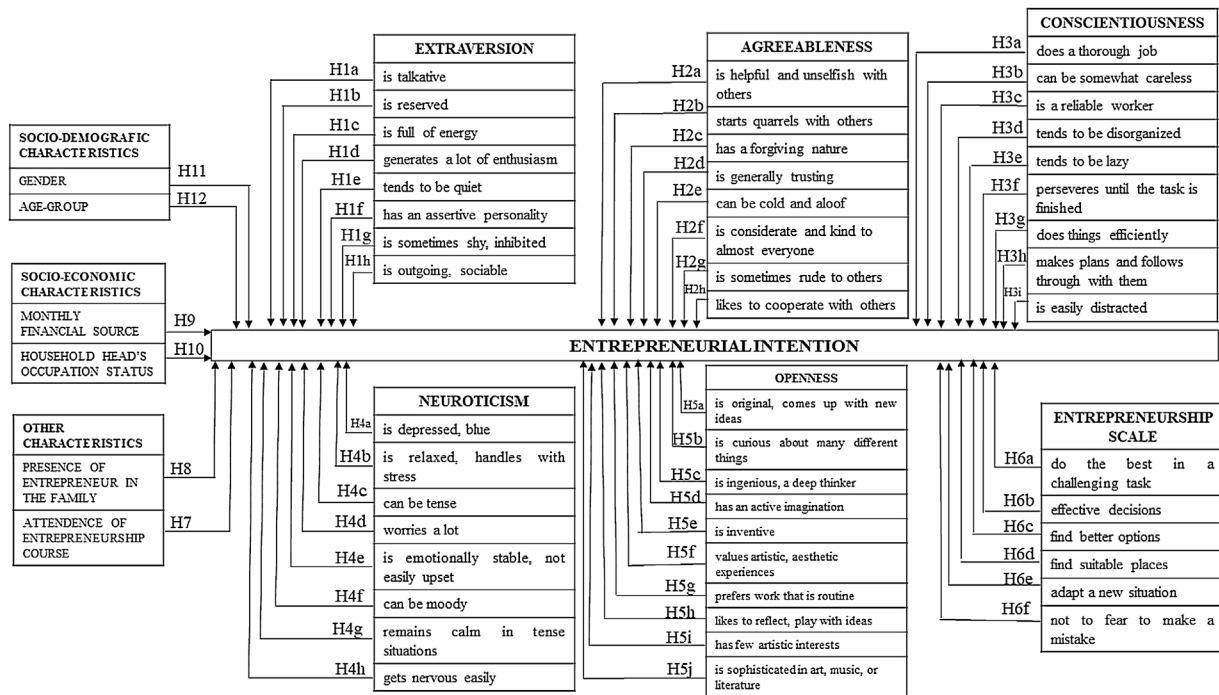 EXTRAVERSION
H1a
is talkative
H1b
is reserved
H1c
is full of energy
H1d
generates a lot of enthusiasm
H1e
tends to be quiet
H1f
has an assertive personality
H1g
is sometimes shy, inhibited
H1h
is outgoing, sociable
AGREEABLENESS
H2a
is helpful and unselfish with
others
H2b
starts quarrels with others
H2c
has a forgiving nature
H2d
is generally trusting
H2e
can be cold and aloof
H2f
is considerate and kind to
almost everyone
H2g
is sometimes rude to others
H2h
likes to cooperate with others
CONSCIENTIOUSNESS
H3a
does a thorough job
H3b
can be somewhat careless
H3c
is a reliable worker
H3d
tends to be disorganized
H3e
tends to be lazy
H3f
perseveres until the task is
finished
H3g
does things efficiently
H3h
makes plans and follows
through with them
H3i
is easily distracted
SOCIO-DEMOGRAFIC
CHARACTERISTICS
GENDER
H11
AGE-GROUP
H12
SOCIO-ECONOMIC
CHARACTERISTICS
MONTHLY
FINANCIAL SOURCE
H9
HOUSEHOLD HEAD'S
OCCUPATION STATUS
H10
ENTREPRENEURIAL INTENTION
OTHER
CHARACTERISTICS
PRESENCE OF
ENTREPRENEUR IN
THE FAMILY
H8
ATTENDENCE OF
ENTREPRENEURSHIP
COURSE
H7
NEUROTICISM
H4a
is depressed, blue
H4b
is relaxed, handles with
stress
H4c
can be tense
H4d
worries a lot
H4e
is emotionally stable, not
easily upset
H4f
can be moody
H4g
remains calm in tense
situations
H4h
gets nervous easily
OPENNESS
H5a
is original, comes up with new
ideas
H5b
is curious about many different
things
H5c
is ingenious, a deep thinker
H5d
has an active imagination
H5e
is inventive
H5f
values artistic, aesthetic
experiences
H5g
prefers work that is routine
H5h
likes to reflect, play with ideas
H5i
has few artistic interests
H5j
is sophisticated in art, music, or
literature
ENTREPRENEURSHIP
SCALE
H6a
do the best in a
challenging task
H6b
effective decisions
H6c
find better options
H6d
find suitable places
H6e
adapt a new situation
H6f
not to fear to make a
mistake